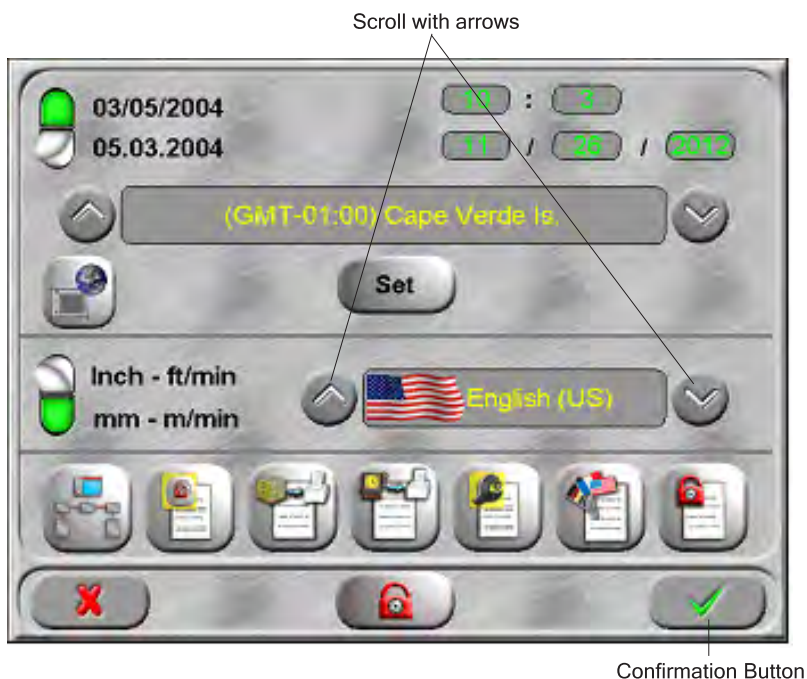 Scroll with arrows
03/05/2004
05.03.2004
: 3
11 / 26 / 2012
(GMT-01:00) Cape Verde Is.
Set
Inch - ft/min
mm - m/min
English (US)
Confirmation Button